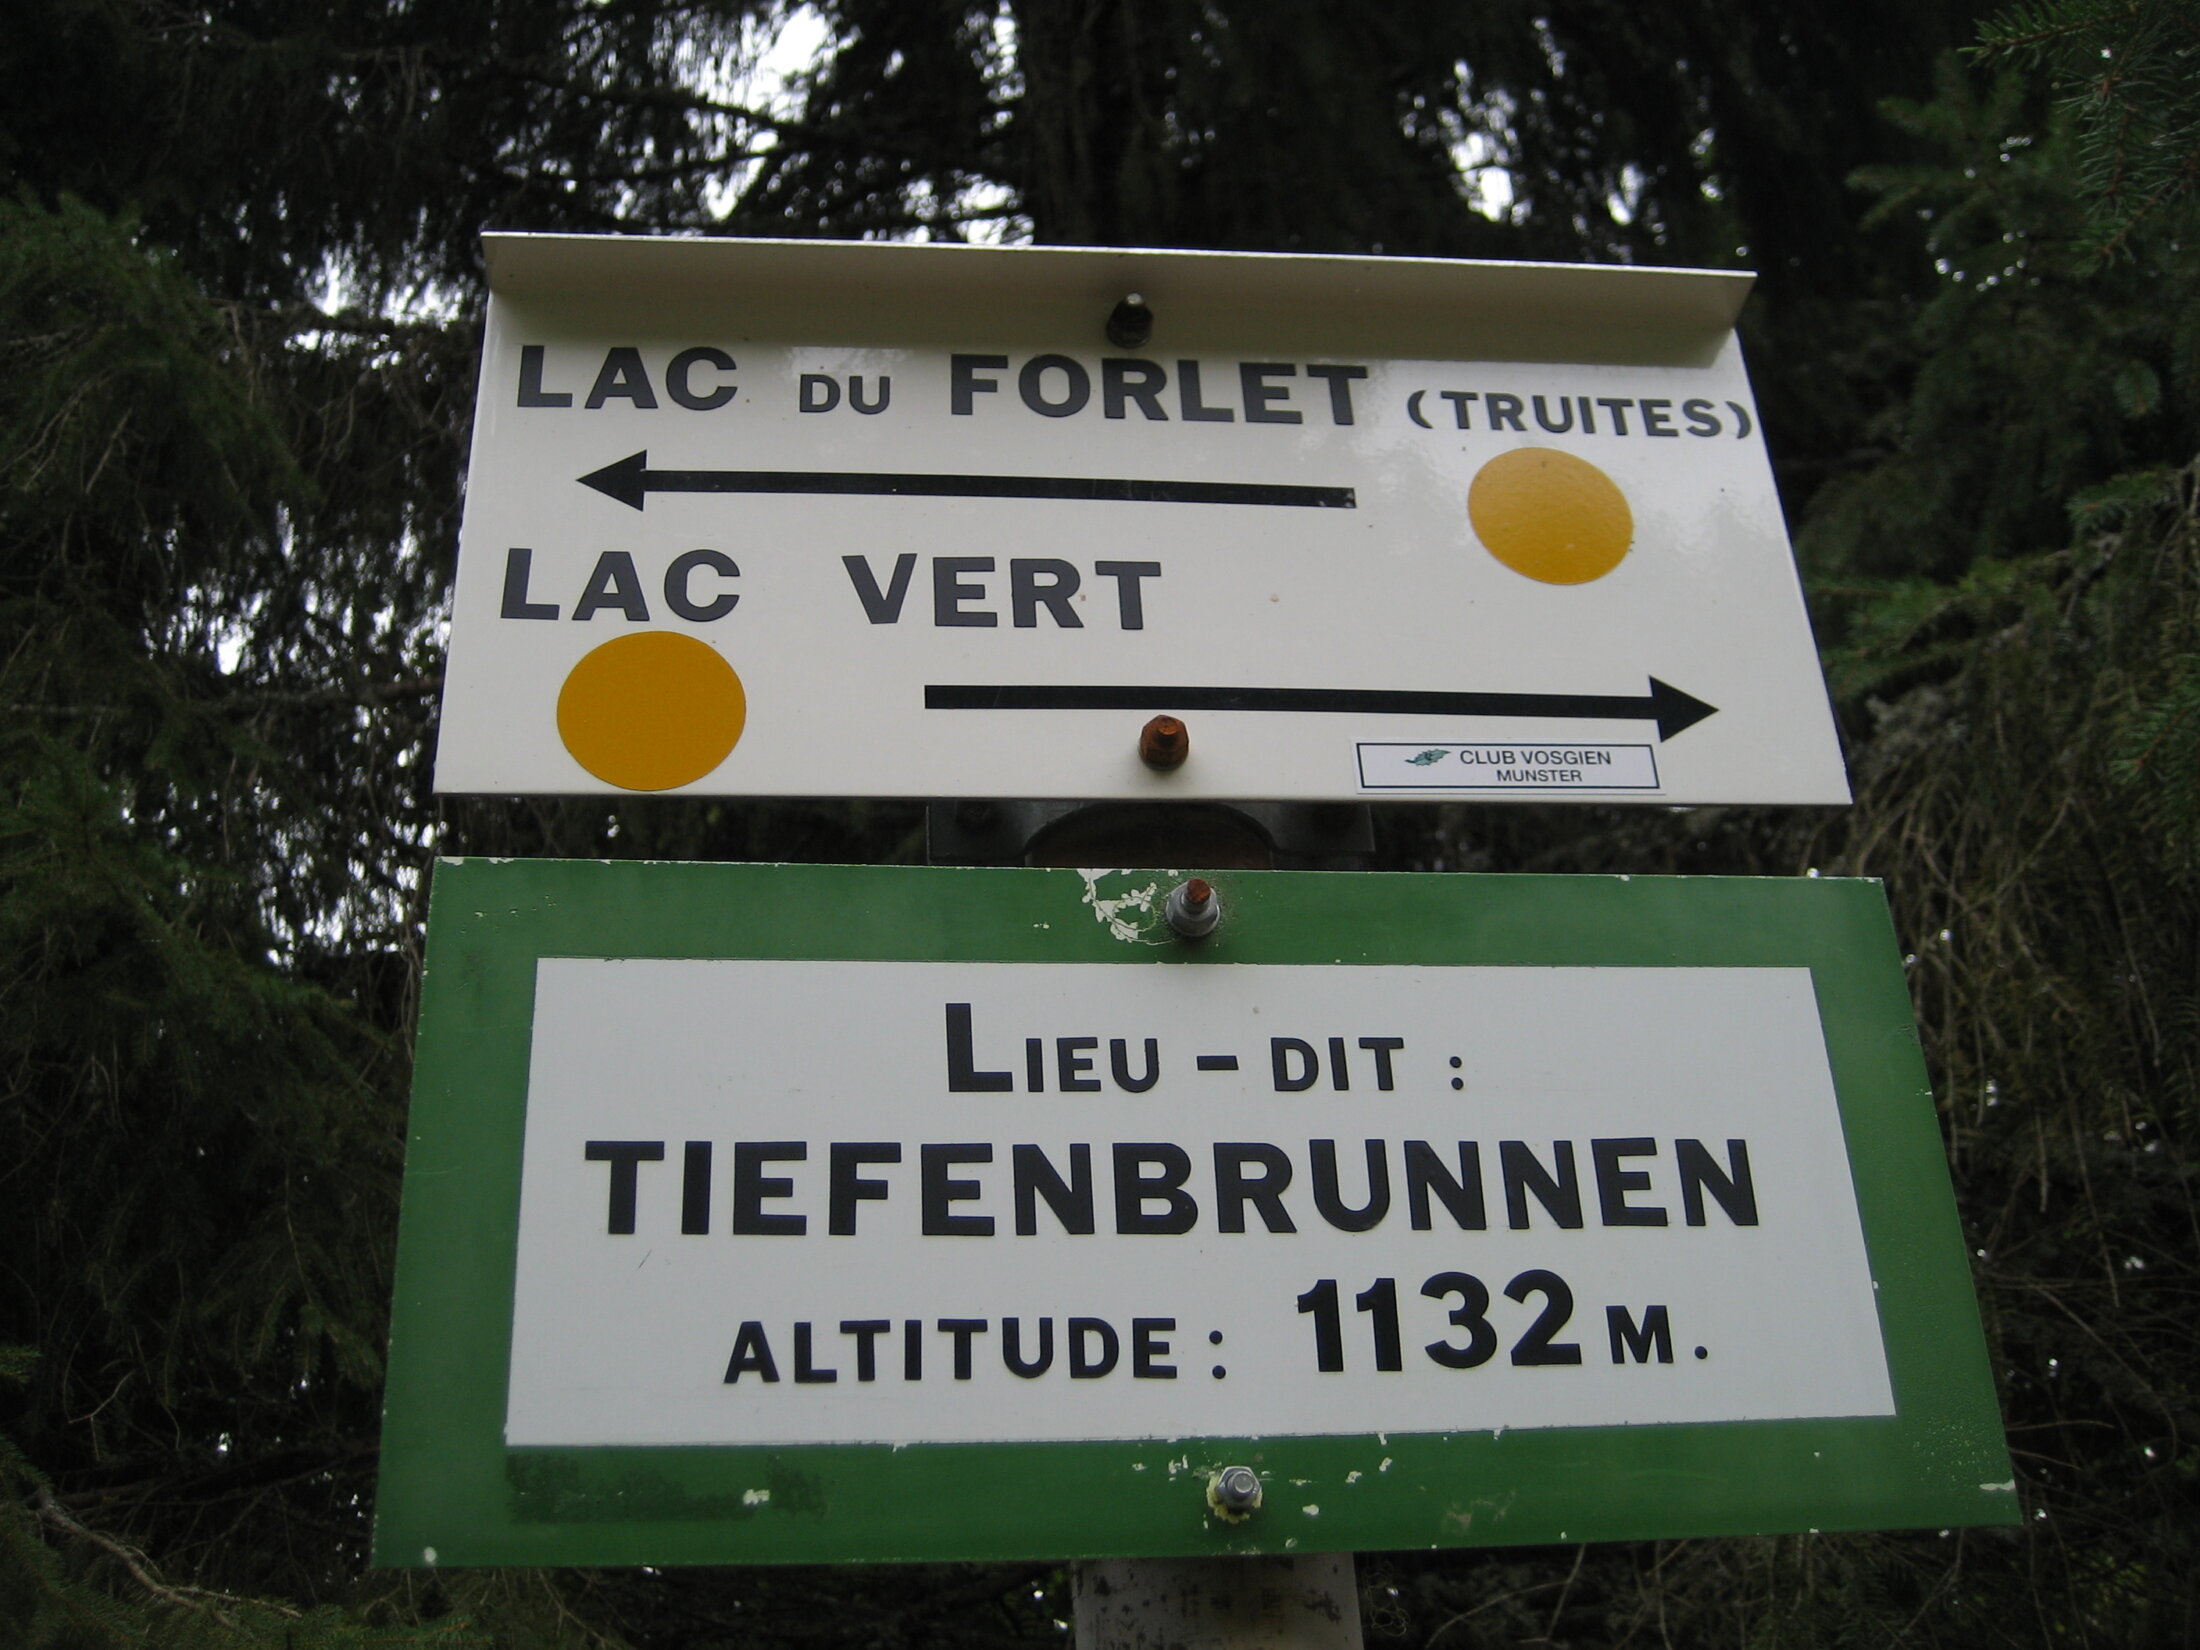 LAC DU FORLET (TRUITES)
LAC VERT
CLUB VOSGIEN
MUNSTER
LIEU - DIT :
TIEFENBRUNNEN
ALTITUDE : 1132 M.